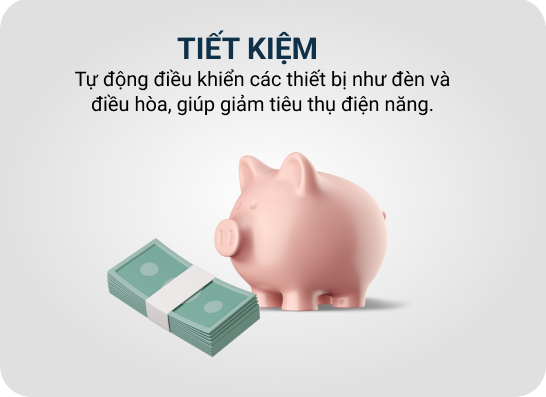 TIẾT KIỆM
Tự động điều khiển các thiết bị như đèn và
điều hòa, giúp giảm tiêu thụ điện năng.